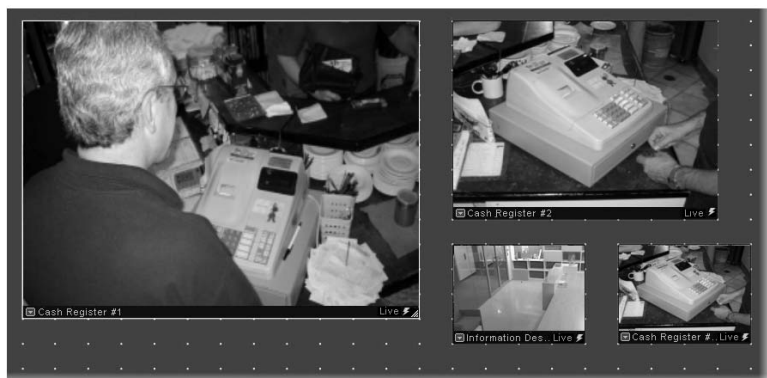 Cash Register #1 Live
Cash Register #2 Live
Information Des.. Live
Cash Register #.. Live